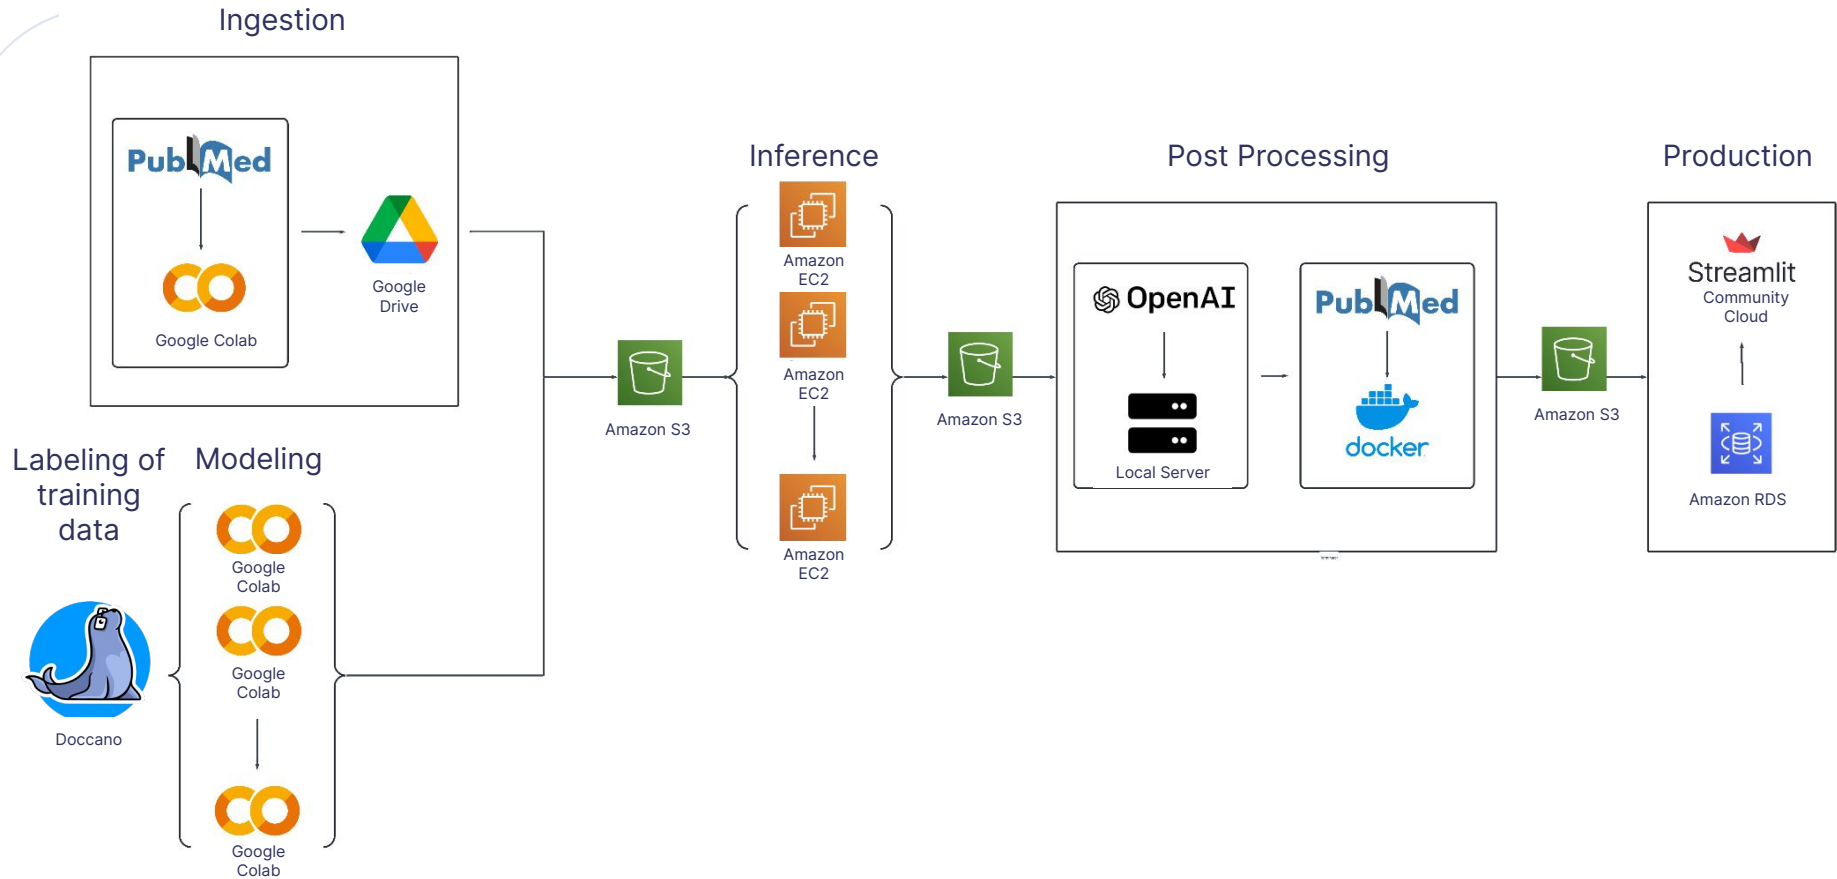 Ingestion
PubMed
Google Colab
Google
Drive
Labeling of
training
data
Doccano
Modeling
Google
Colab
Google
Colab
Google
Colab
Amazon S3
Inference
Amazon
EC2
Amazon
EC2
Amazon
EC2
Amazon S3
Post Processing
OpenAI
Local Server
PubMed
docker
Amazon S3
Production
Streamlit
Community
Cloud
Amazon RDS